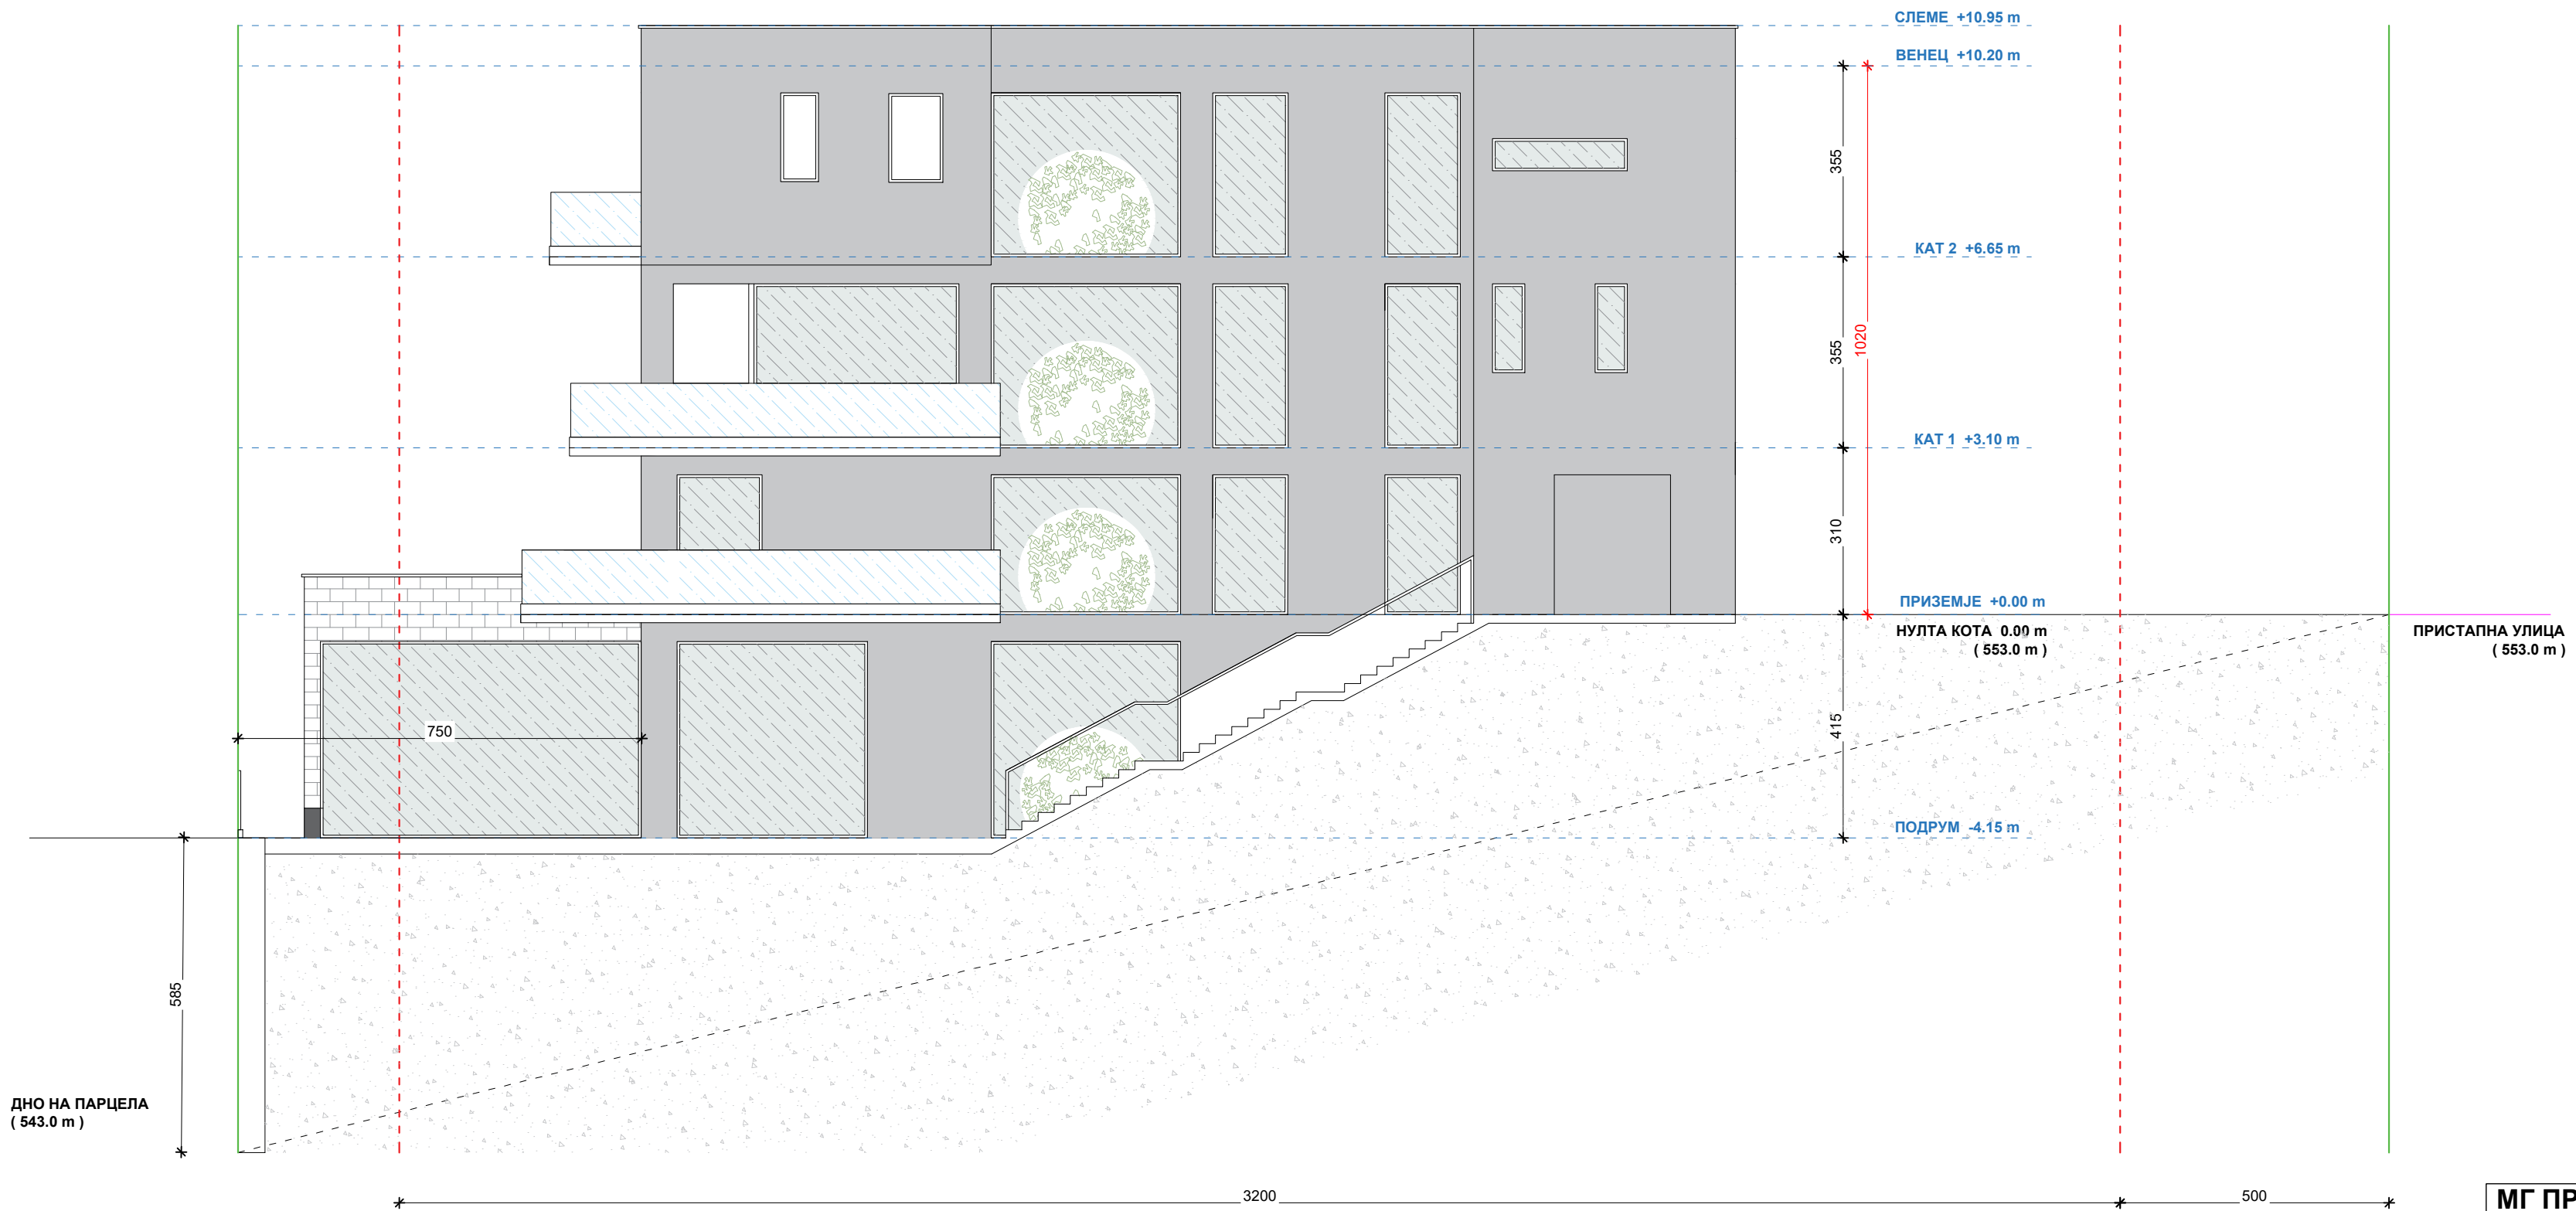 СЛЕМЕ +10.95 m
ВЕНЕЦ +10.20 m
355
КАТ 2 +6.65 m
355
1020
КАТ 1 +3.10 m
310
ПРИЗЕМЈЕ +0.00 m
НУЛТА КОТА 0.00 m
( 553.0 m )
ПРИСТАПНА УЛИЦА
( 553.0 m )
750
415
ПОДРУМ -4.15 m
585
ДНО НА ПАРЦЕЛА
( 543.0 m )
3200
500
МГ ПР